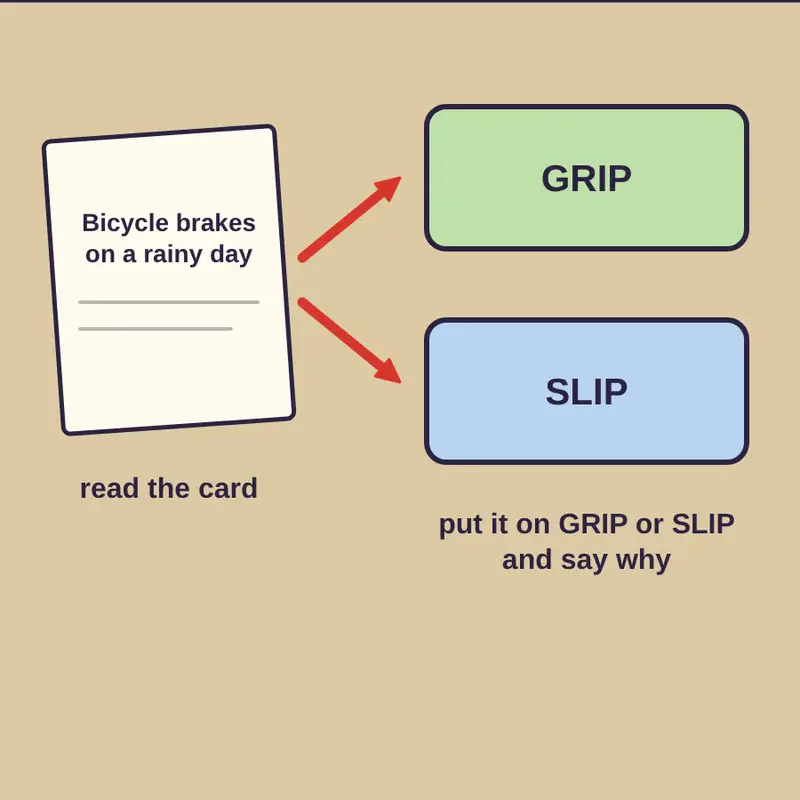 Bicycle brakes
on a rainy day
read the card
GRIP
SLIP
put it on GRIP or SLIP
and say why